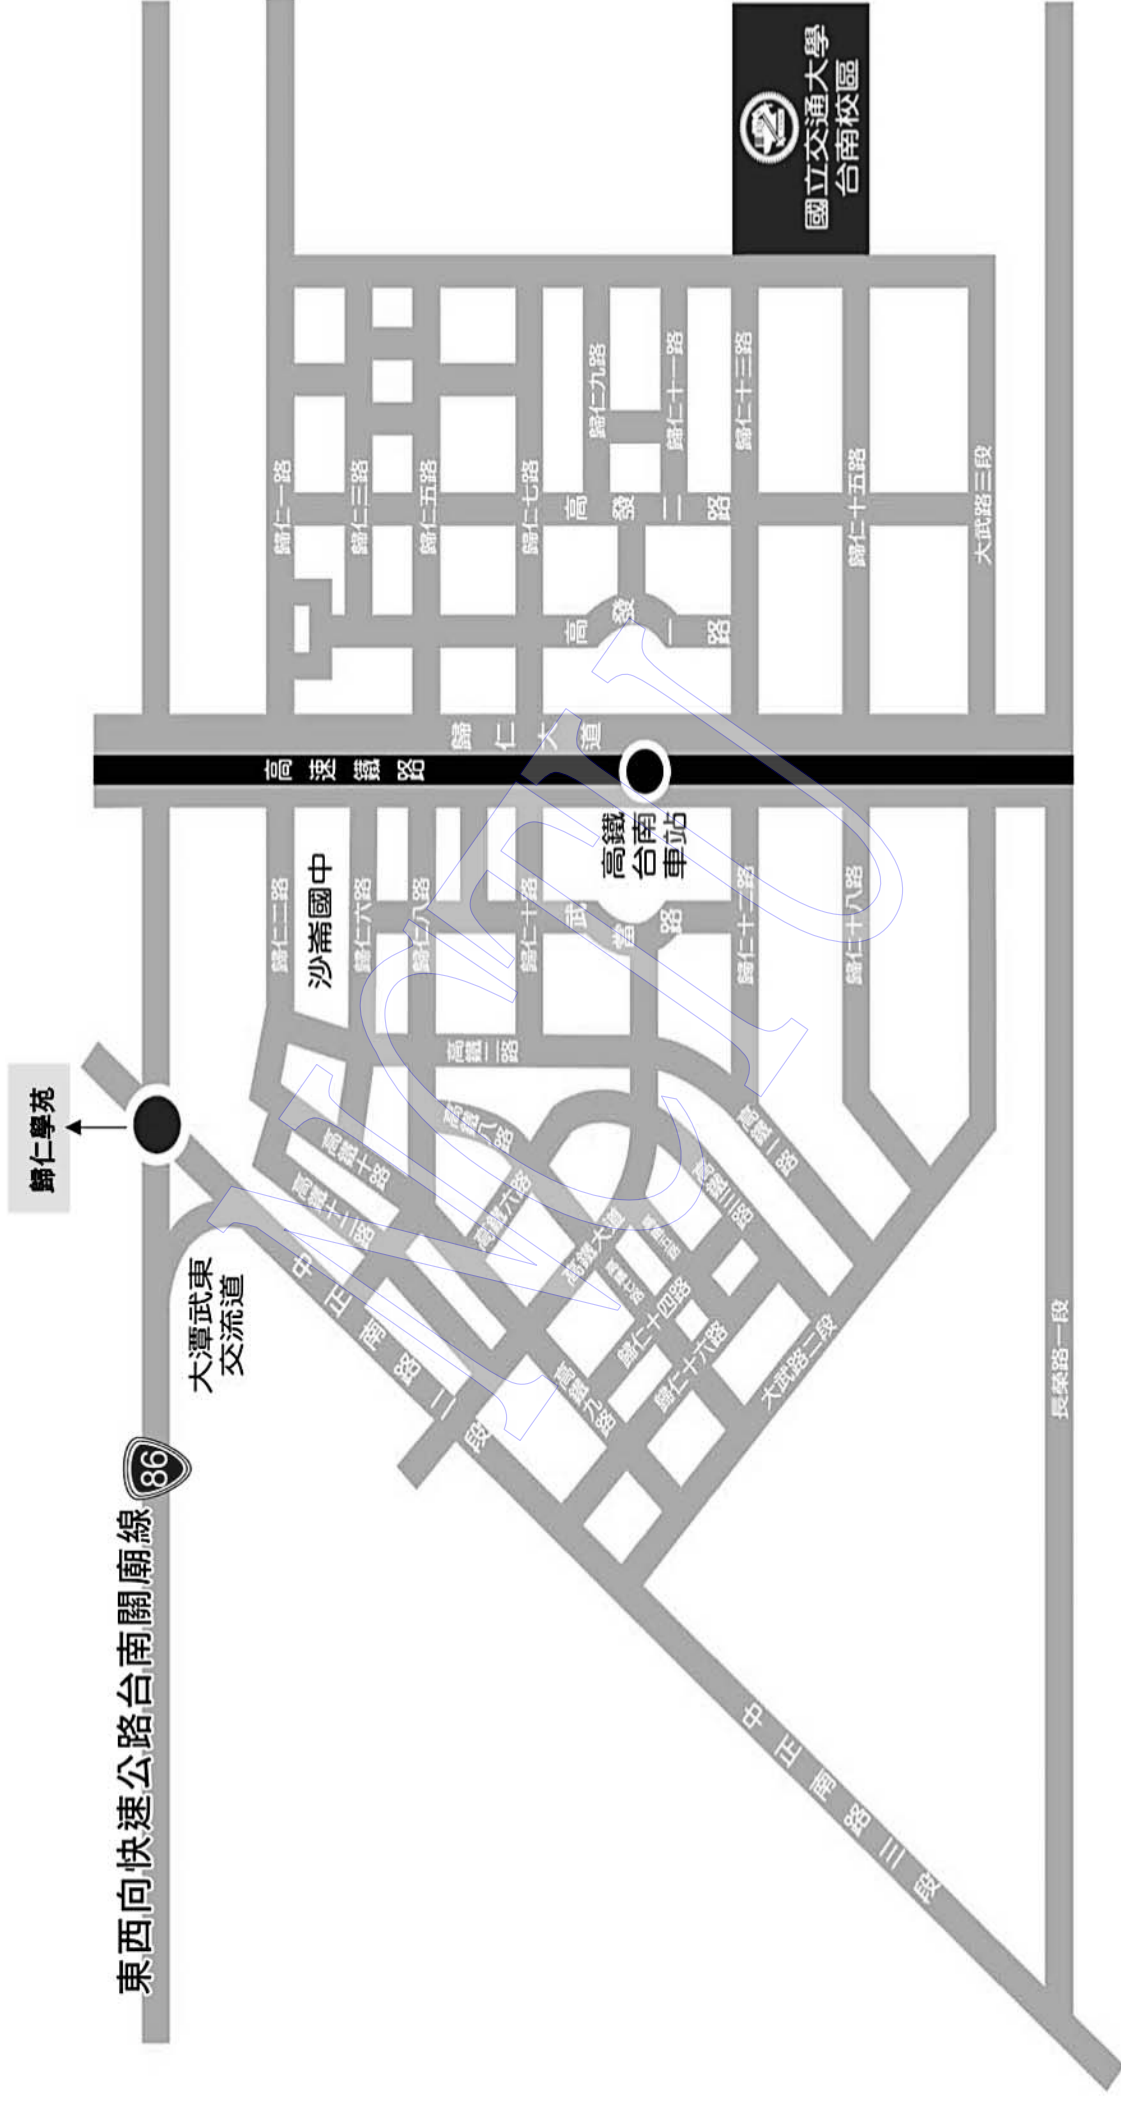 歸仁學苑
東西向快速公路台南關廟線
86
大潭武東
交流道
國立交通大學
台南校區
高速鐵路
歸仁大道
高鐵
台南
車站
沙崙國中
歸仁一路
歸仁三路
歸仁五路
歸仁七路
歸仁九路
歸仁十一路
歸仁十三路
歸仁十五路
大武路三段
高發二路
高發一路
歸仁二路
歸仁六路
歸仁八路
歸仁十路
歸仁十二路
歸仁十八路
武當路
高鐵二路
高鐵八路
高鐵十路
高鐵十二路
高鐵六路
高鐵大道
高鐵一路
高鐵三路
高鐵五路
高鐵七路
高鐵九路
歸仁十四路
歸仁十六路
大武路二段
中正南路二段
中正南路三段
長榮路一段
NCTU